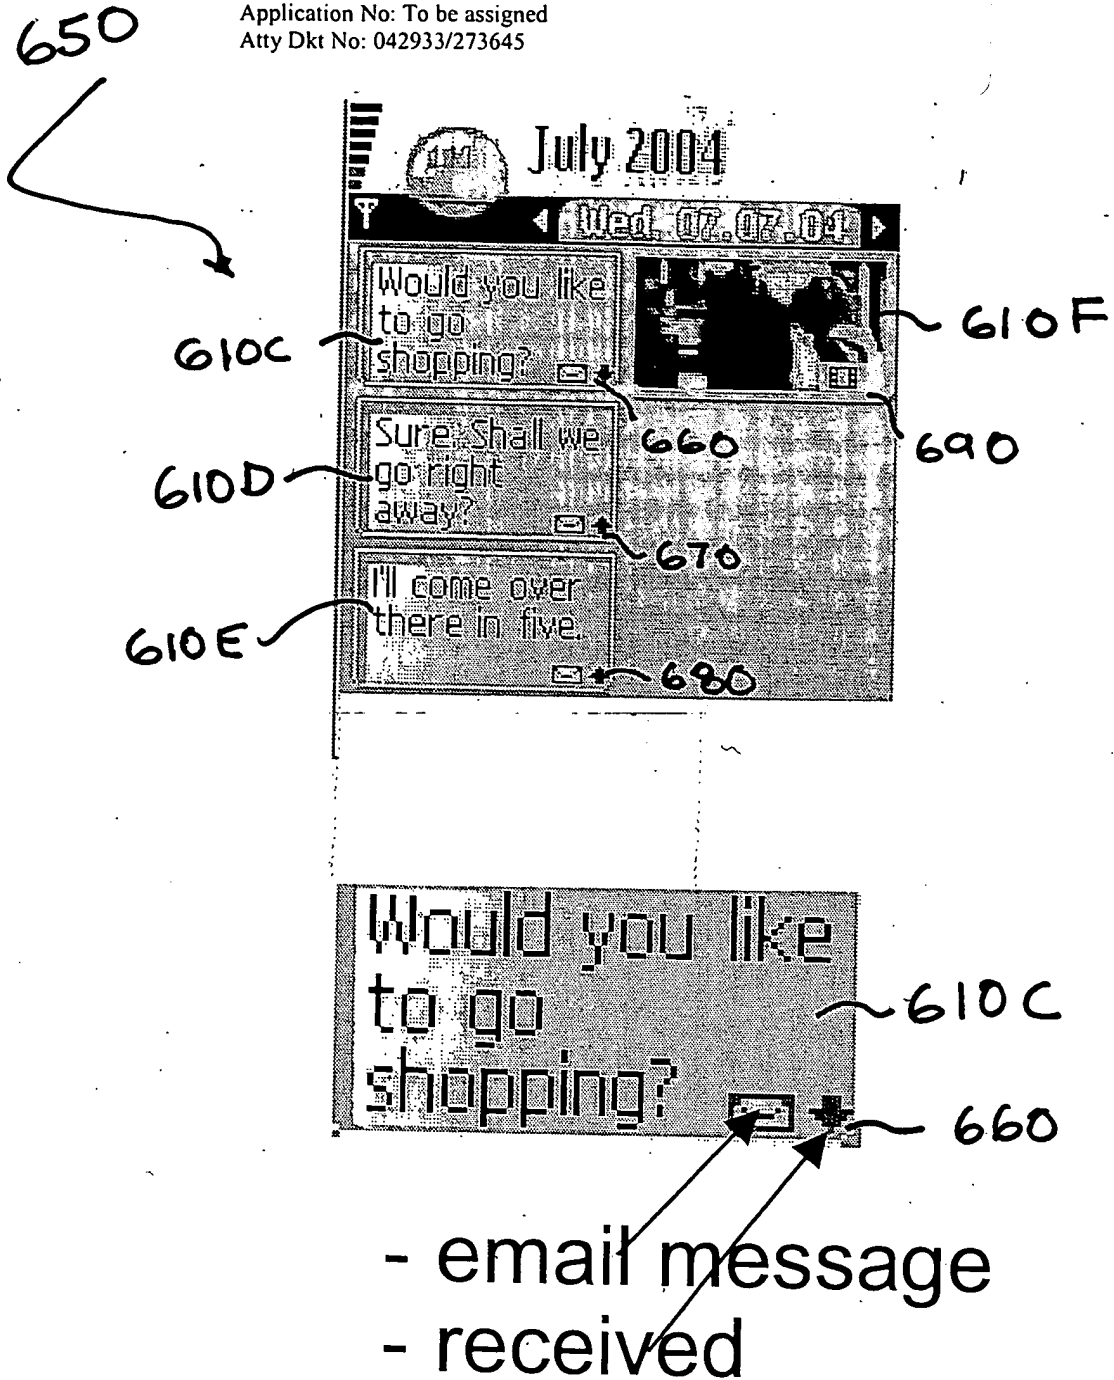 Application No: To be assigned
Atty Dkt No: 042933/273645
650
July 2004
Wed 07.07.04
Would you like
to go
shopping?
610C
660
610F
690
Sure. Shall we
go right
away?
610D
670
I'll come over
there in five.
610E
680
Would you like
to go
shopping?
610C
660
- email message
- received